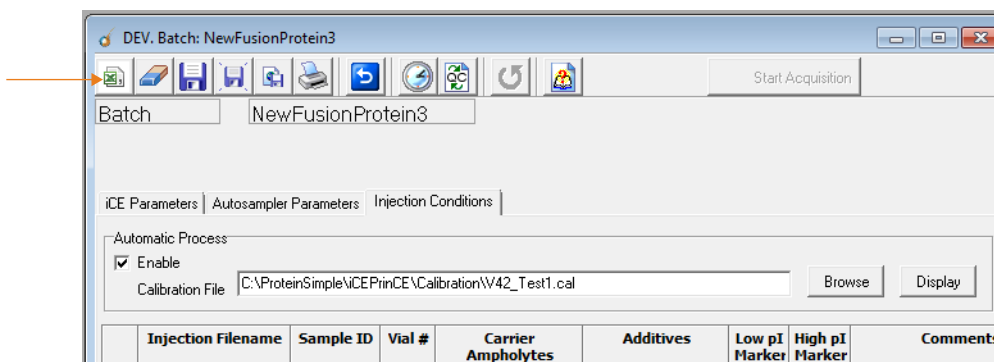 DEV. Batch: NewFusionProtein3
QC
Start Acquisition
Batch NewFusionProtein3
iCE Parameters Autosampler Parameters Injection Conditions
Automatic Process
Enable
Calibration File C:\ProteinSimple\iCEPrinCE\Calibration\V42_Test1.cal Browse Display
Injection Filename Sample ID Vial # Carrier Additives Low pI High pI Comments
Ampholytes Marker Marker